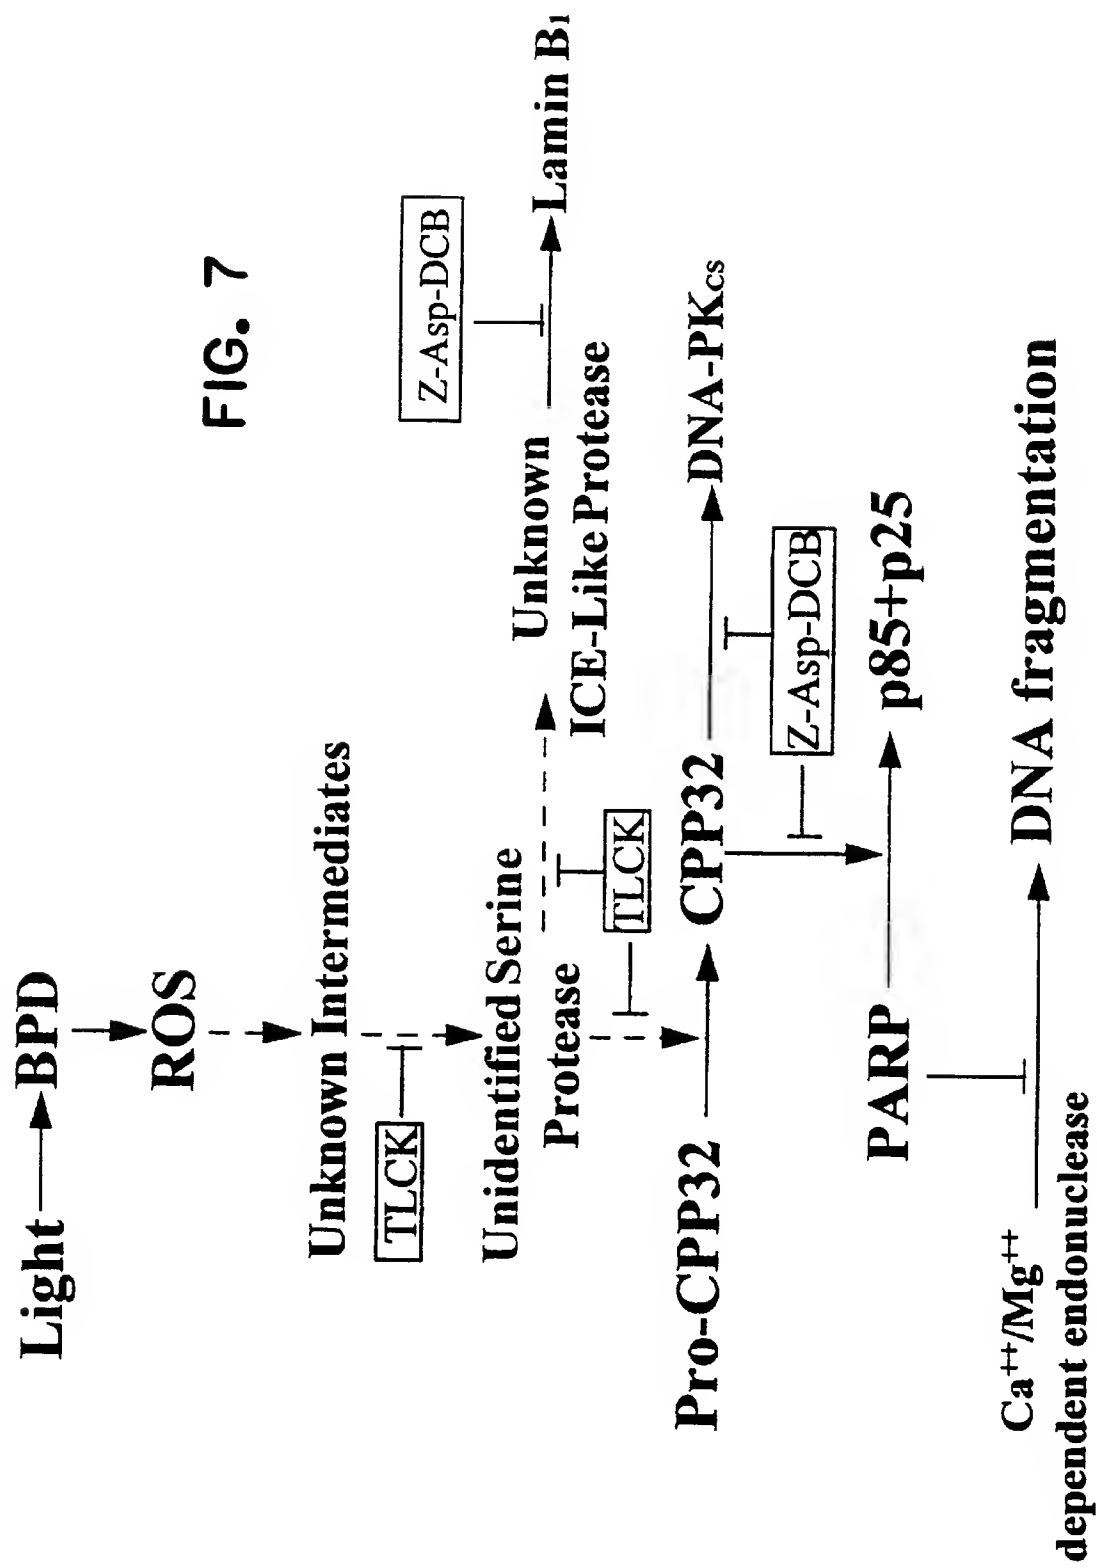 FIG. 7
Light
BPD
ROS
Unknown Intermediates
TLCK
Unidentified Serine
Protease
Unknown
ICE-Like Protease
Z-Asp-DCB
Lamin B1
TLCK
Pro-CPP32
CPP32
DNA-PKCS
Z-Asp-DCB
PARP
p85+p25
Ca++/Mg++
dependent endonuclease
DNA fragmentation